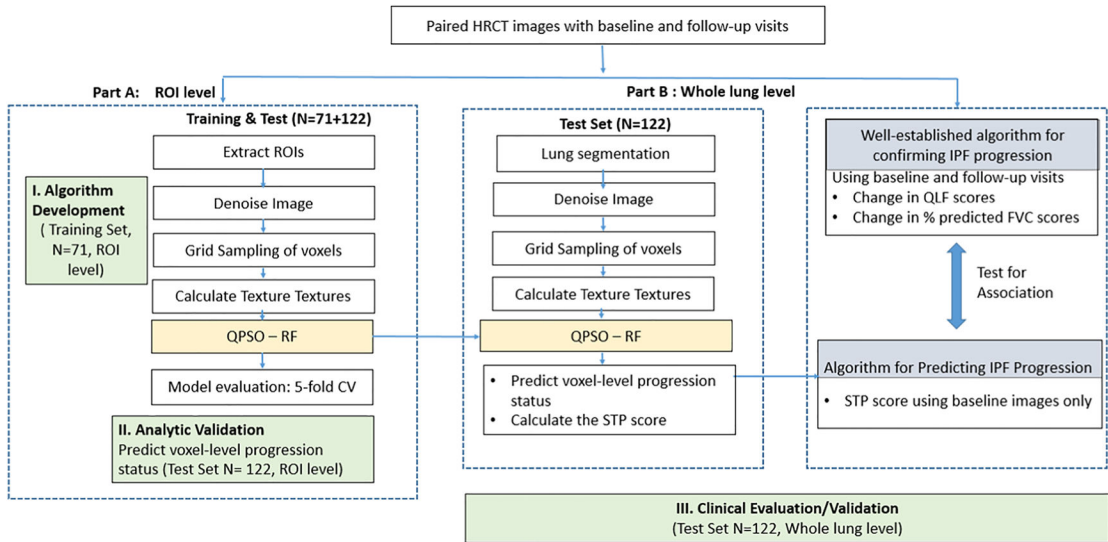 Paired HRCT images with baseline and follow-up visits
Part A: ROI level
Part B : Whole lung level
Training & Test (N=71+122)
Extract ROIs
I. Algorithm
Development
( Training Set,
N=71, ROI
level)
Denoise Image
Grid Sampling of voxels
Calculate Texture Textures
QPSO – RF
Model evaluation: 5-fold CV
II. Analytic Validation
Predict voxel-level progression
status (Test Set N= 122, ROI level)
Test Set (N=122)
Lung segmentation
Denoise Image
Grid Sampling of voxels
Calculate Texture Textures
QPSO – RF
• Predict voxel-level progression
status
• Calculate the STP score
Well-established algorithm for
confirming IPF progression
Using baseline and follow-up visits
• Change in QLF scores
• Change in % predicted FVC scores
Test for
Association
Algorithm for Predicting IPF Progression
• STP score using baseline images only
III. Clinical Evaluation/Validation
(Test Set N=122, Whole lung level)